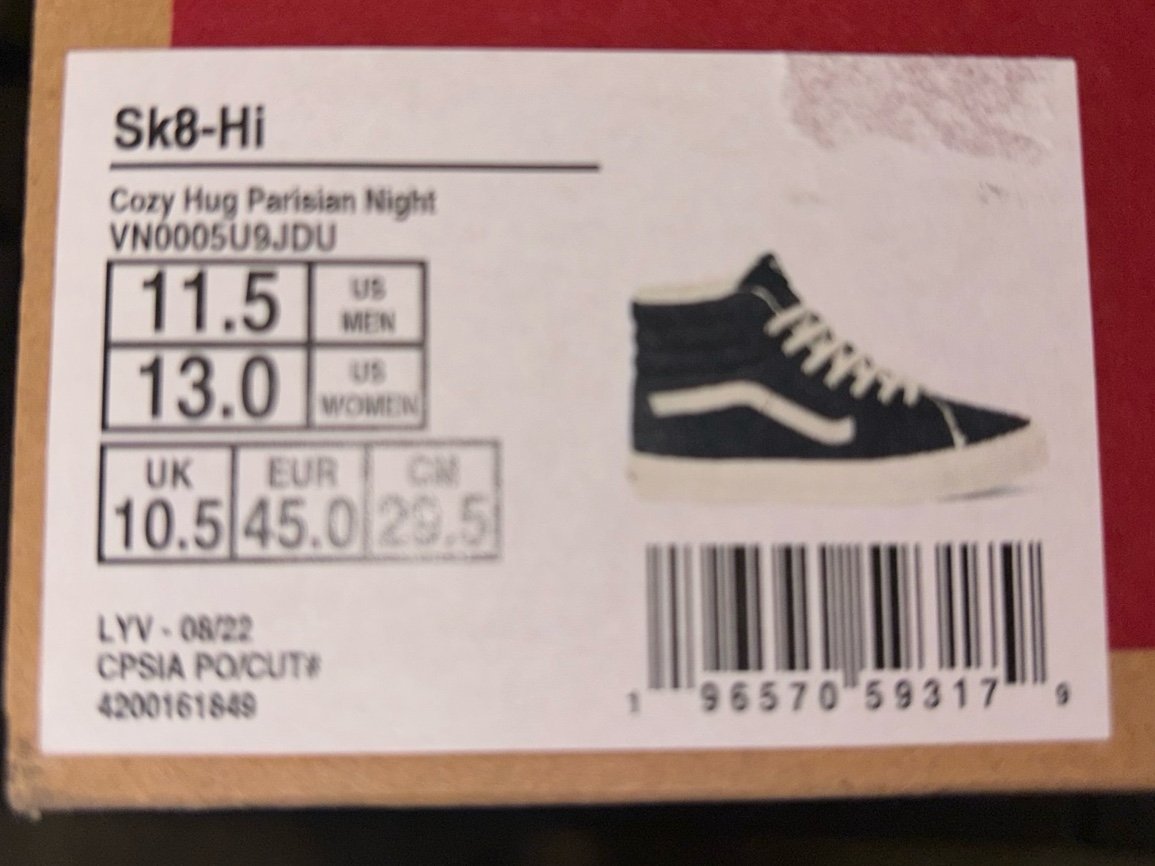 Sk8-Hi
Cozy Hug Parisian Night
VN0005U9JDU
11.5 US MEN
13.0 US WOMEN
UK EUR CM
10.5 45.0 29.5
LYV - 08/22
CPSIA PO/CUT#
4200161849
1 96570 59317 9